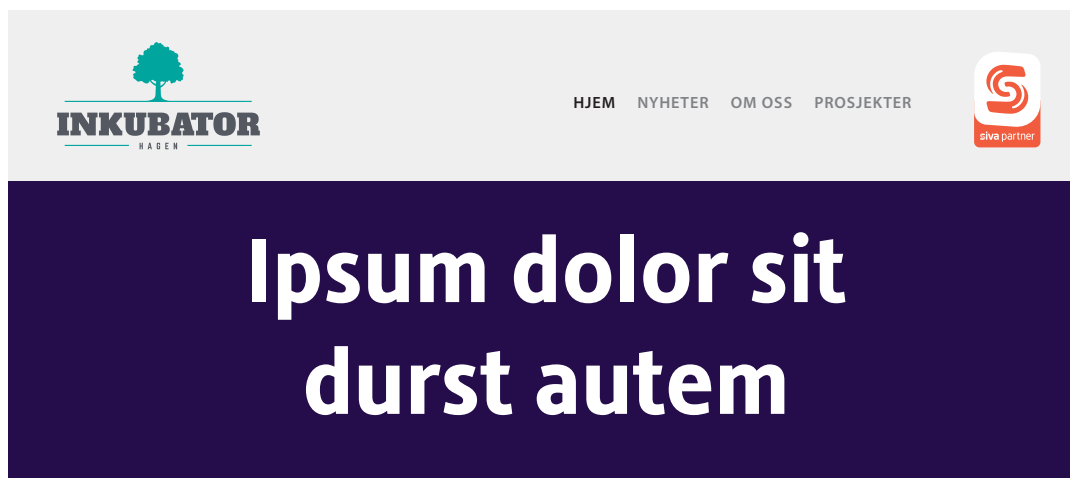 INKUBATOR
HAGEN
HJEM NYHETER OM OSS PROSJEKTER
siva partner
Ipsum dolor sit
durst autem